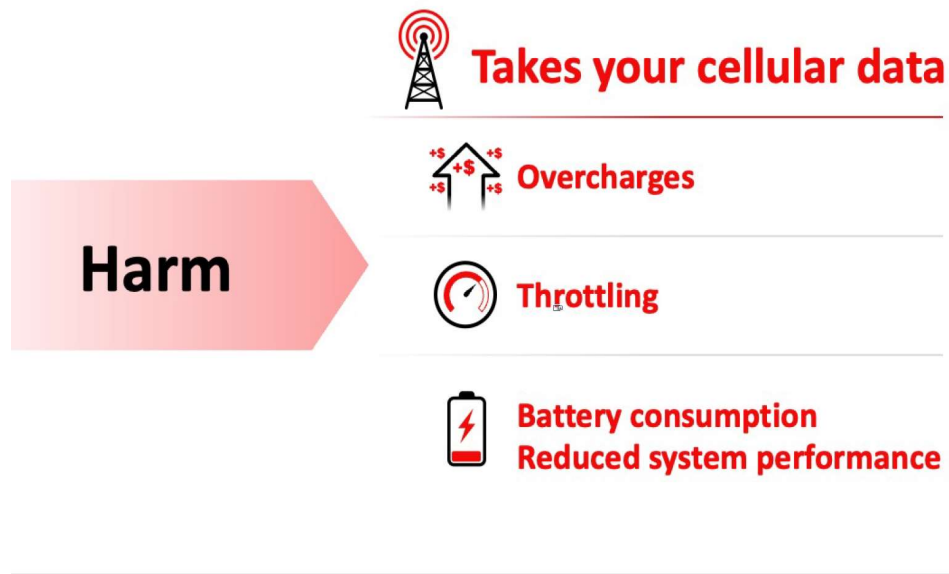 Takes your cellular data
+$ +$ +$
+$ +$
Overcharges
Harm
Throttling
Battery consumption
Reduced system performance